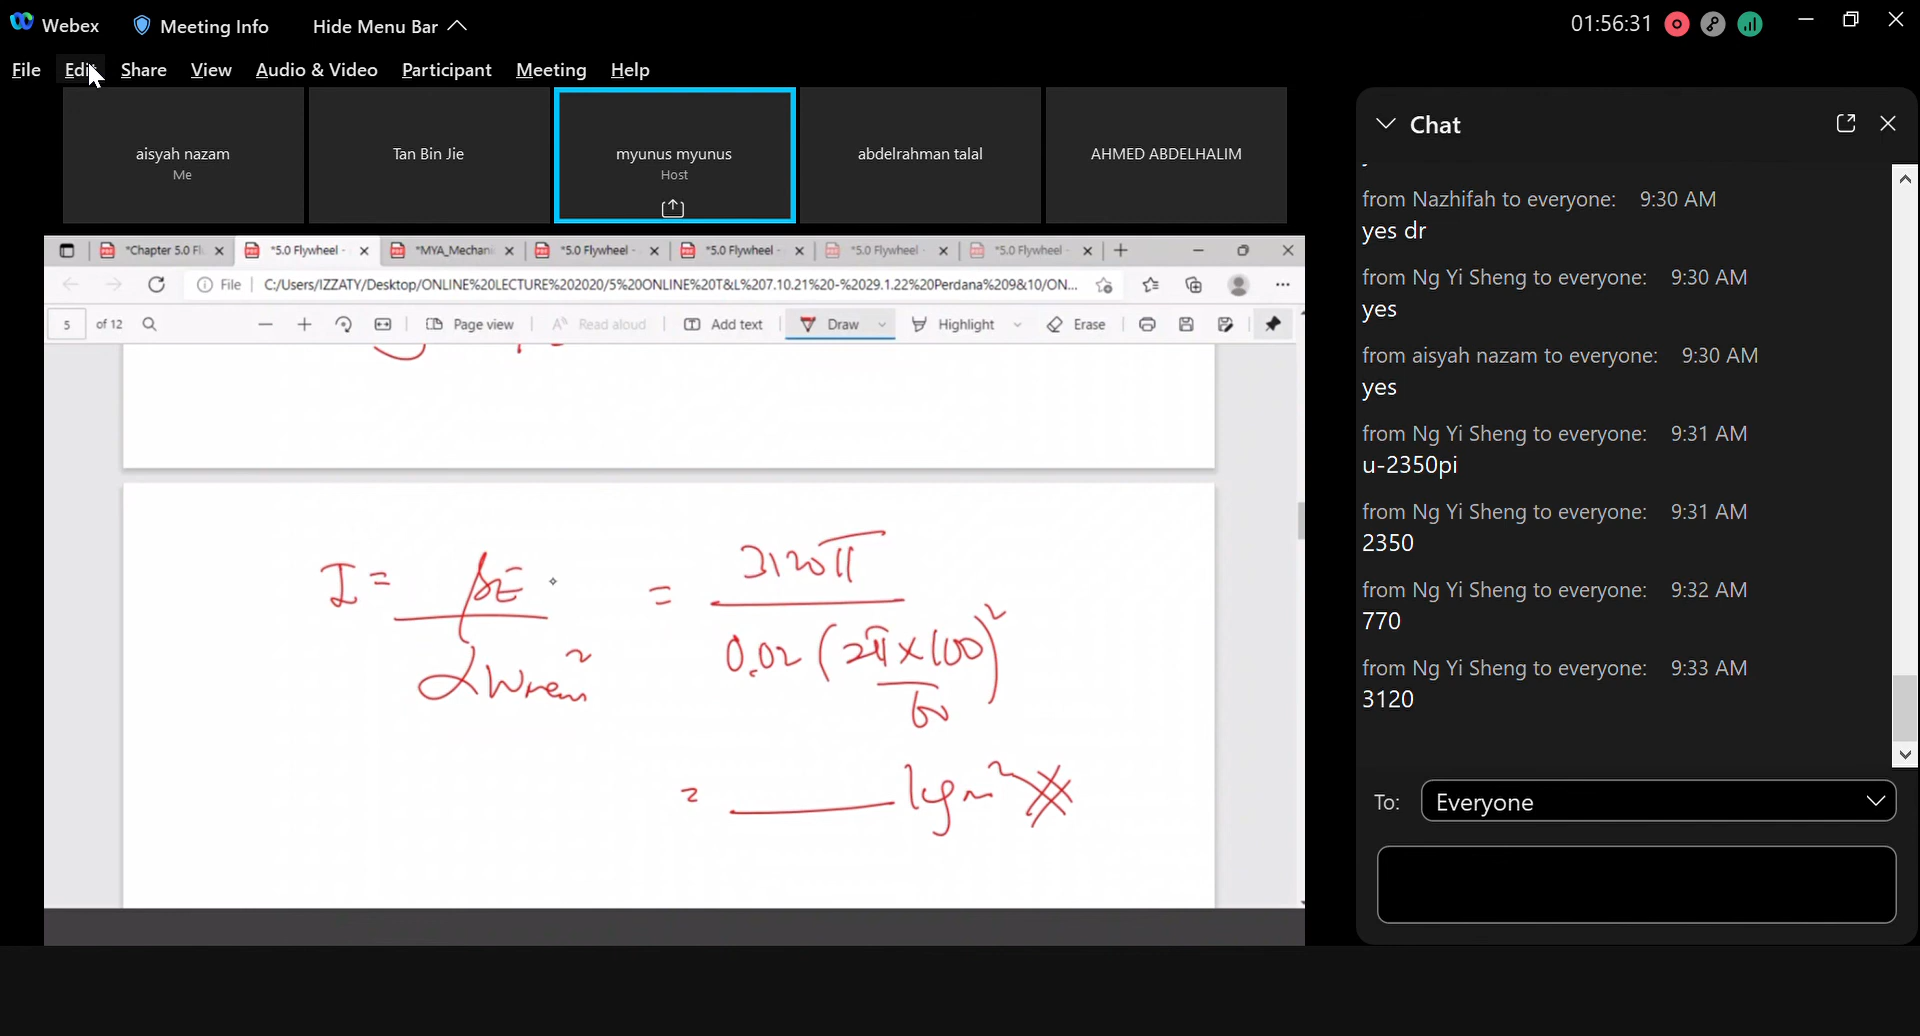 Webex Meeting Info Hide Menu Bar 01:56:31
File Edit Share View Audio & Video Participant Meeting Help
aisyah nazam
Me
Tan Bin Jie
myunus myunus
Host
abdelrahman talal
AHMED ABDELHALIM
*Chapter 5.0 Fl *5.0 Flywheel - *MYA_Mechani *5.0 Flywheel - *5.0 Flywheel - *5.0 Flywheel - *5.0 Flywheel -
File C:/Users/IZZATY/Desktop/ONLINE%20LECTURE%202020/5%20ONLINE%20T&L%207.10.21%20-%2029.1.22%20Perdana%209&10/ON...
5 of 12 Page view Read aloud Add text Draw Highlight Erase
I = ΔE / αWmean² = 3120π / 0.02 (2π×100 / 60)²
= ____ kgm²
Chat
from Nazhifah to everyone: 9:30 AM
yes dr
from Ng Yi Sheng to everyone: 9:30 AM
yes
from aisyah nazam to everyone: 9:30 AM
yes
from Ng Yi Sheng to everyone: 9:31 AM
u-2350pi
from Ng Yi Sheng to everyone: 9:31 AM
2350
from Ng Yi Sheng to everyone: 9:32 AM
770
from Ng Yi Sheng to everyone: 9:33 AM
3120
To: Everyone